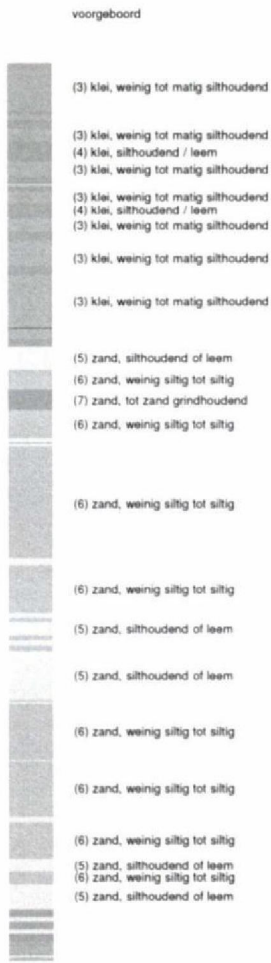 voorgeboord
(3) klei, weinig tot matig silthoudend
(3) klei, weinig tot matig silthoudend
(4) klei, silthoudend / leem
(3) klei, weinig tot matig silthoudend
(3) klei, weinig tot matig silthoudend
(4) klei, silthoudend / leem
(3) klei, weinig tot matig silthoudend
(3) klei, weinig tot matig silthoudend
(3) klei, weinig tot matig silthoudend
(5) zand, silthoudend of leem
(6) zand, weinig siltig tot siltig
(7) zand, tot zand grindhoudend
(6) zand, weinig siltig tot siltig
(6) zand, weinig siltig tot siltig
(6) zand, weinig siltig tot siltig
(5) zand, silthoudend of leem
(5) zand, silthoudend of leem
(6) zand, weinig siltig tot siltig
(6) zand, weinig siltig tot siltig
(6) zand, weinig siltig tot siltig
(5) zand, silthoudend of leem
(6) zand, weinig siltig tot siltig
(5) zand, silthoudend of leem